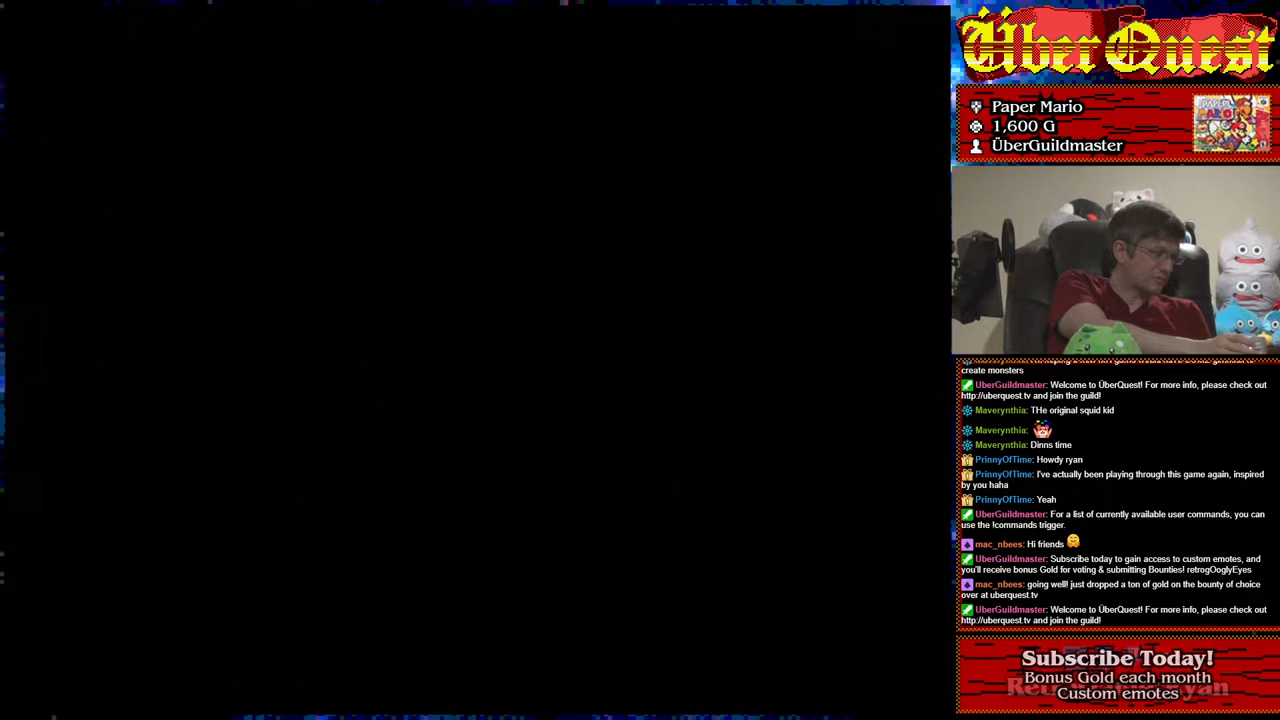 Über Quest
Paper Mario
1,600 G
ÜberGuildmaster
PAPER MARIO
create monsters
UberGuildmaster: Welcome to ÜberQuest! For more info, please check out
http://uberquest.tv and join the guild!
Maverynthia: THe original squid kid
Maverynthia:
Maverynthia: Dinns time
PrinnyOfTime: Howdy ryan
PrinnyOfTime: I've actually been playing through this game again, inspired
by you haha
PrinnyOfTime: Yeah
UberGuildmaster: For a list of currently available user commands, you can
use the !commands trigger.
mac_nbees: Hi friends
UberGuildmaster: Subscribe today to gain access to custom emotes, and
you'll receive bonus Gold for voting & submitting Bounties! retrogOoglyEyes
mac_nbees: going well! just dropped a ton of gold on the bounty of choice
over at uberquest.tv
UberGuildmaster: Welcome to ÜberQuest! For more info, please check out
http://uberquest.tv and join the guild!
Subscribe Today!
Bonus Gold each month
Custom emotes